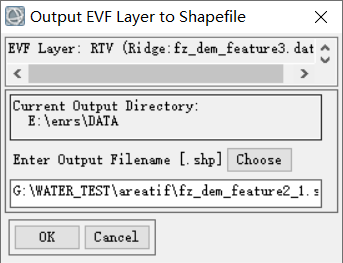 Output EVF Layer to Shapefile
EVF Layer: RTV (Ridge:fz_dem_feature3.dat
Current Output Directory:
E:\enrs\DATA
Enter Output Filename [.shp] Choose
G:\WATER_TEST\areatif\fz_dem_feature2_1.s
OK Cancel